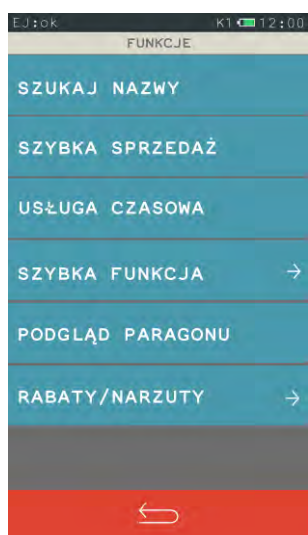 EJ:ok K1 12:00
FUNKCJE
SZUKAJ NAZWY
SZYBKA SPRZEDAŻ
USŁUGA CZASOWA
SZYBKA FUNKCJA →
PODGLĄD PARAGONU
RABATY/NARZUTY →